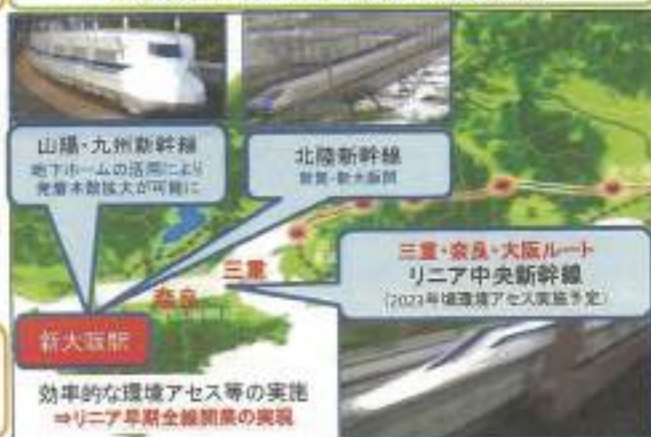 山陽・九州新幹線
地下ホームの活用により
発着本数拡大が可能に
北陸新幹線
敦賀-新大阪間
三重・奈良・大阪ルート
リニア中央新幹線
（2023年頃環境アセス実施予定）
三重
奈良
新大阪駅
効率的な環境アセス等の実施
⇒リニア早期全線開業の実現